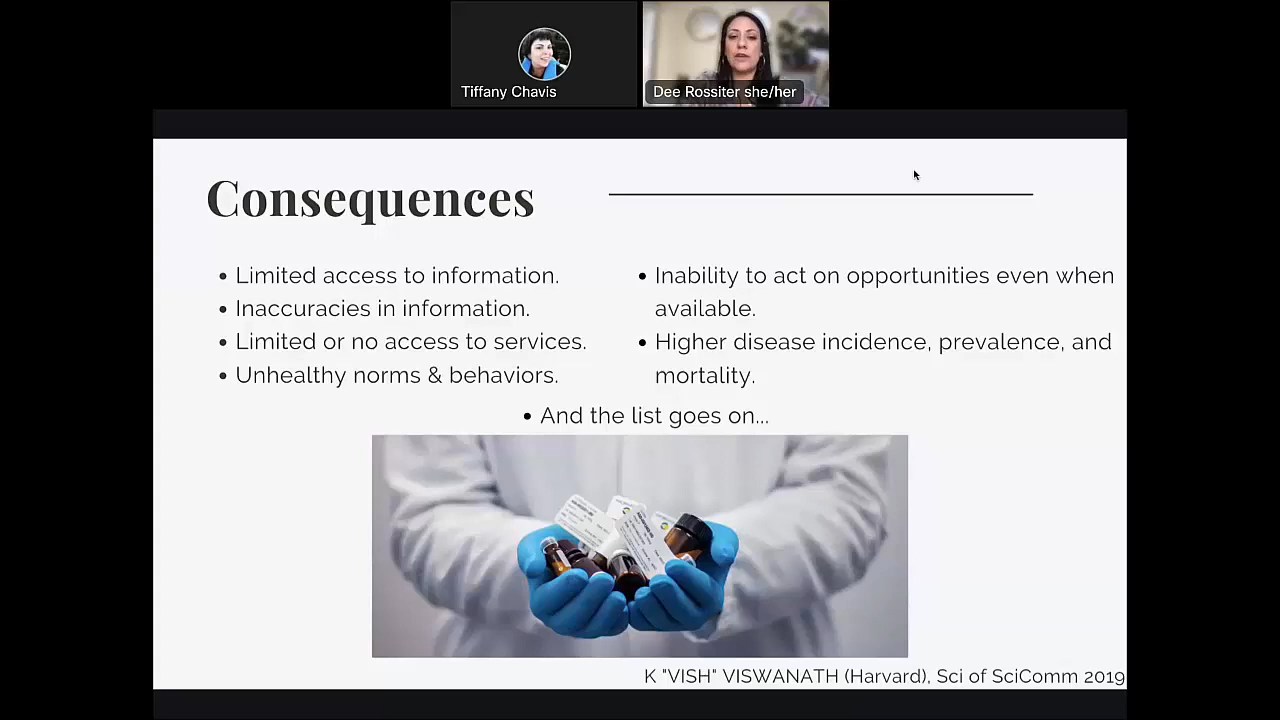 Tiffany Chavis
Dee Rossiter she/her
Consequences
• Limited access to information.
• Inaccuracies in information.
• Limited or no access to services.
• Unhealthy norms & behaviors.
• Inability to act on opportunities even when
available.
• Higher disease incidence, prevalence, and
mortality.
• And the list goes on...
K "VISH" VISWANATH (Harvard), Sci of SciComm 2019